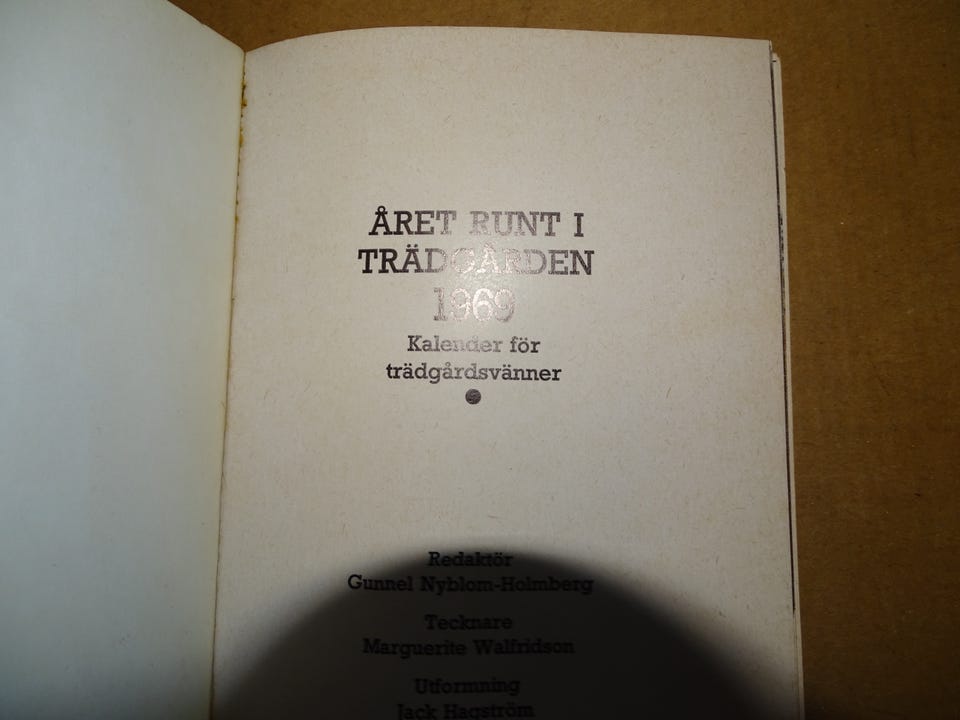 ÅRET RUNT I
TRÄDGÅRDEN
1969
Kalender för
trädgårdsvänner
Redaktör
Gunnel Nyblom-Holmberg
Tecknare
Marguerite Walfridson
Utformning
Jack Hagström